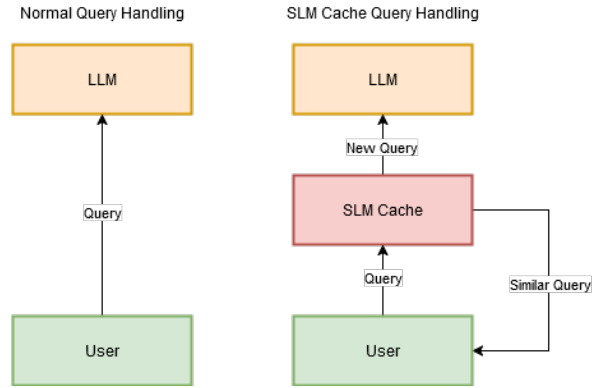 Normal Query Handling
SLM Cache Query Handling
LLM
LLM
New Query
SLM Cache
Query
Query
Similar Query
User
User